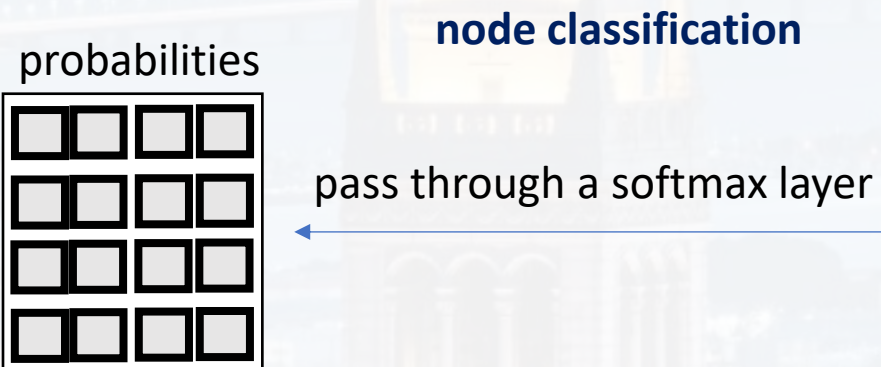 node classification
probabilities
pass through a softmax layer